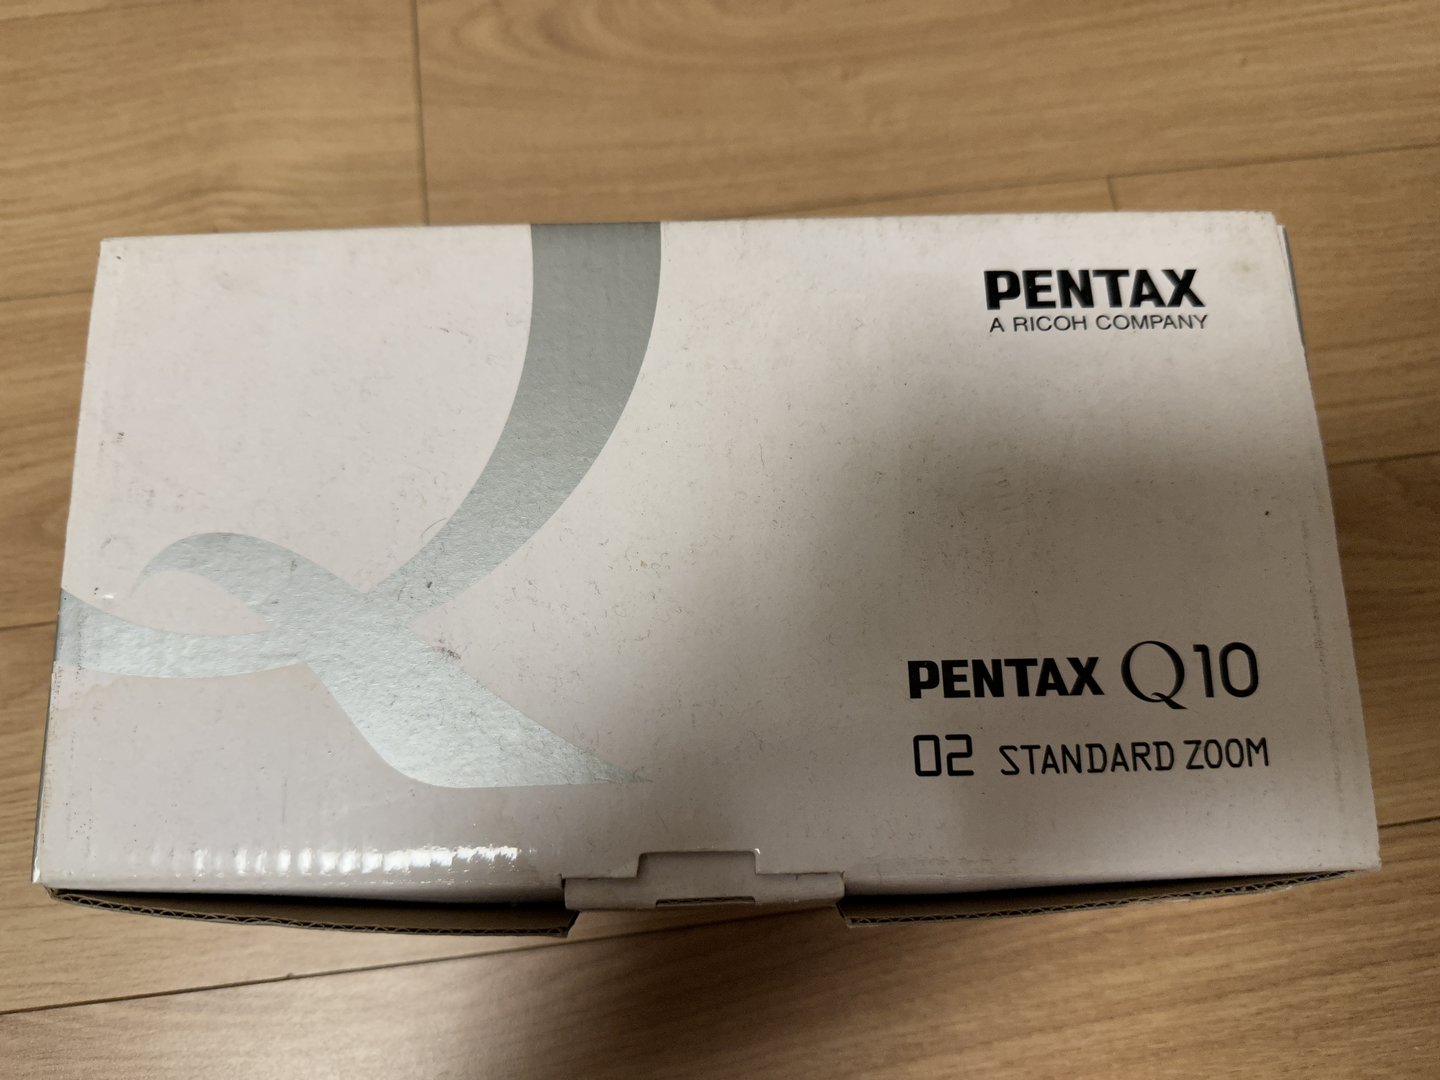 PENTAX
A RICOH COMPANY
PENTAX Q10
02 STANDARD ZOOM